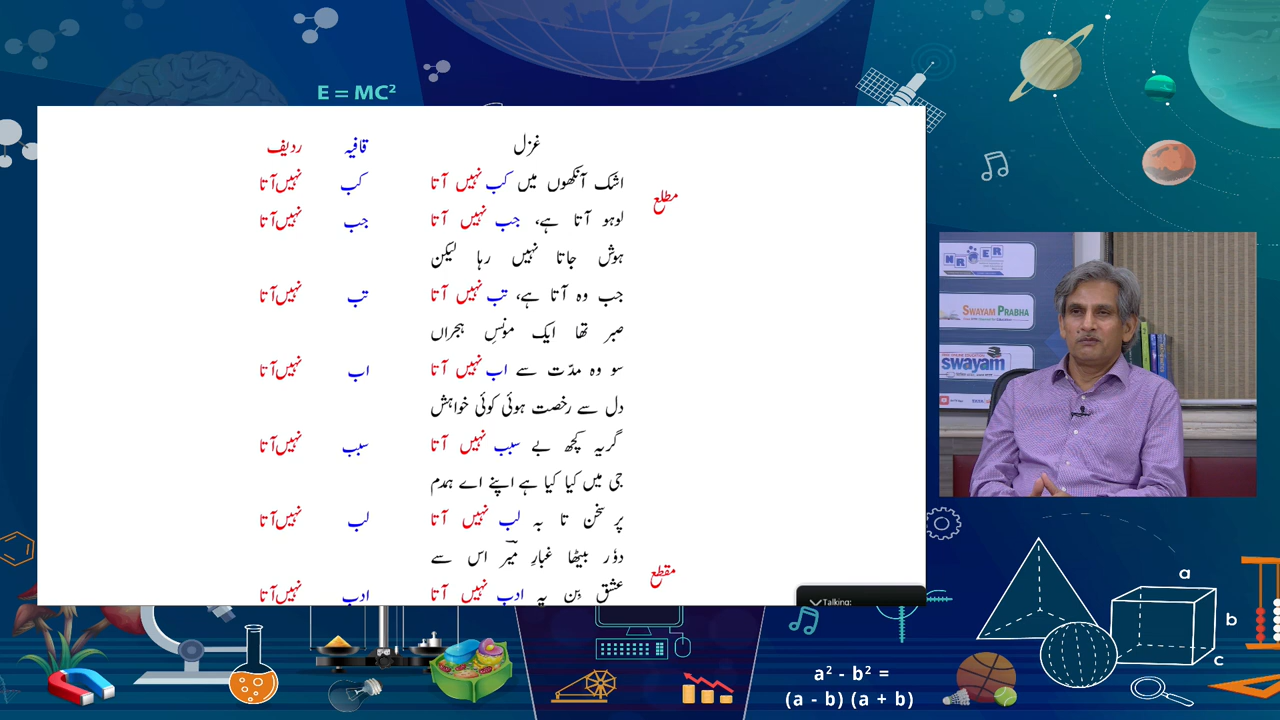 E = MC²
غزل قافیہ ردیف
مطلع
اشک آنکھوں میں کب نہیں آتا کب نہیں آتا
لوہو آتا ہے، جب نہیں آتا جب نہیں آتا
ہوش جاتا نہیں رہا لیکن
جب وہ آتا ہے، تب نہیں آتا تب نہیں آتا
صبر تھا ایک مونسِ ہجراں
سو وہ مدّت سے اب نہیں آتا اب نہیں آتا
دل سے رخصت ہوئی کوئی خواہش
گریہ کچھ بے سبب نہیں آتا سبب نہیں آتا
جی میں کیا کیا ہے اپنے اے ہمدم
پر سخن تا بہ لب نہیں آتا لب نہیں آتا
دوٗر بیٹھا غبارِ میؔر اس سے
مقطع
عشق بِن یہ ادب نہیں آتا ادب نہیں آتا
Talking:
SWAYAM PRABHA
swayam
a
b
c
a² - b² =
(a - b) (a + b)